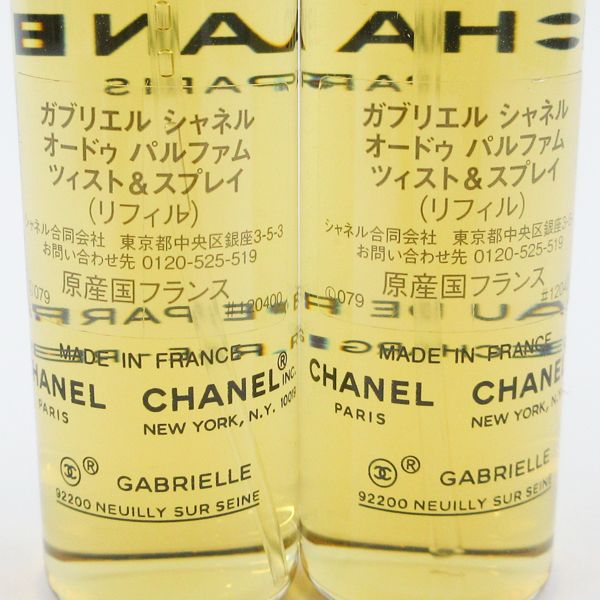 ガブリエル シャネル
オードゥ パルファム
ツィスト&スプレイ
(リフィル)
シャネル合同会社 東京都中央区銀座3-5-3
お問い合わせ先 0120-525-519
Ⓛ079 原産国フランス #120400
MADE IN FRANCE
CHANEL CHANEL® INC.
PARIS NEW YORK, N.Y. 10019
® GABRIELLE
92200 NEUILLY SUR SEINE
ガブリエル シャネル
オードゥ パルファム
ツィスト&スプレイ
(リフィル)
シャネル合同会社 東京都中央区銀座3-5-
お問い合わせ先 0120-525-519
Ⓛ079 原産国フランス #1204
MADE IN FRANCE
CHANEL CHANEL
PARIS NEW YORK, N.Y.
® GABRIELLE
92200 NEUILLY SUR SEINE